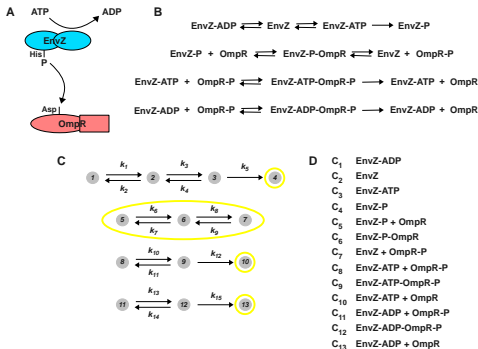 A
ATP
ADP
EnvZ
His
P
Asp
OmpR
B
EnvZ-ADP EnvZ EnvZ-ATP EnvZ-P
EnvZ-P + OmpR EnvZ-P-OmpR EnvZ + OmpR-P
EnvZ-ATP + OmpR-P EnvZ-ATP-OmpR-P EnvZ-ATP + OmpR
EnvZ-ADP + OmpR-P EnvZ-ADP-OmpR-P EnvZ-ADP + OmpR
C
k1 k3 k5
1 2 3 4
k2 k4
k6 k8
5 6 7
k7 k9
k10 k12
8 9 10
k11
k13 k15
11 12 13
k14
D
C1 EnvZ-ADP
C2 EnvZ
C3 EnvZ-ATP
C4 EnvZ-P
C5 EnvZ-P + OmpR
C6 EnvZ-P-OmpR
C7 EnvZ + OmpR-P
C8 EnvZ-ATP + OmpR-P
C9 EnvZ-ATP-OmpR-P
C10 EnvZ-ATP + OmpR
C11 EnvZ-ADP + OmpR-P
C12 EnvZ-ADP-OmpR-P
C13 EnvZ-ADP + OmpR